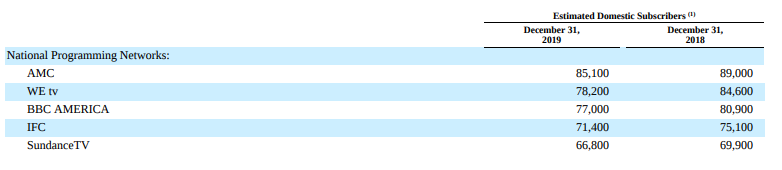 Estimated Domestic Subscribers (1)
December 31, 2019 December 31, 2018
National Programming Networks:
AMC 85,100 89,000
WE tv 78,200 84,600
BBC AMERICA 77,000 80,900
IFC 71,400 75,100
SundanceTV 66,800 69,900